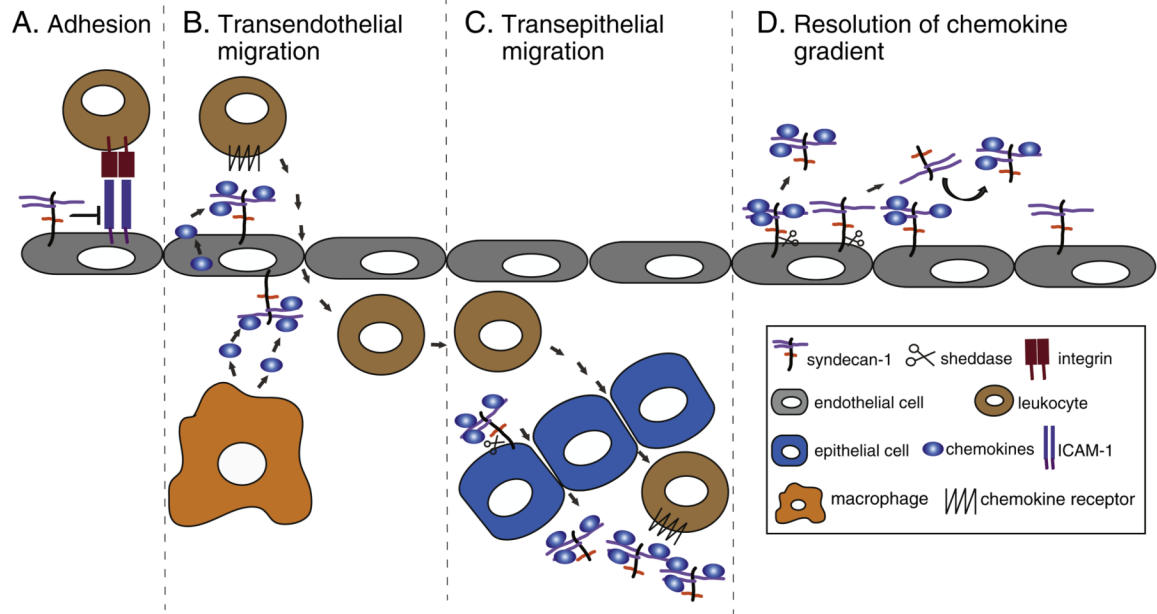 A. Adhesion
B. Transendothelial
migration
C. Transepithelial
migration
D. Resolution of chemokine
gradient
syndecan-1
sheddase
integrin
endothelial cell
leukocyte
epithelial cell
chemokines
ICAM-1
macrophage
chemokine receptor